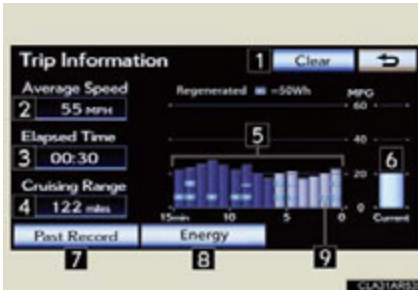 Trip Information
1 Clear
Average Speed
Regenerated =50Wh MPG
2 55 MPH
60
5
Elapsed Time
40
6
3 00:30
Cruising Range
20
4 122 miles
15min 10 5 0 Current
Past Record Energy
7 8 9